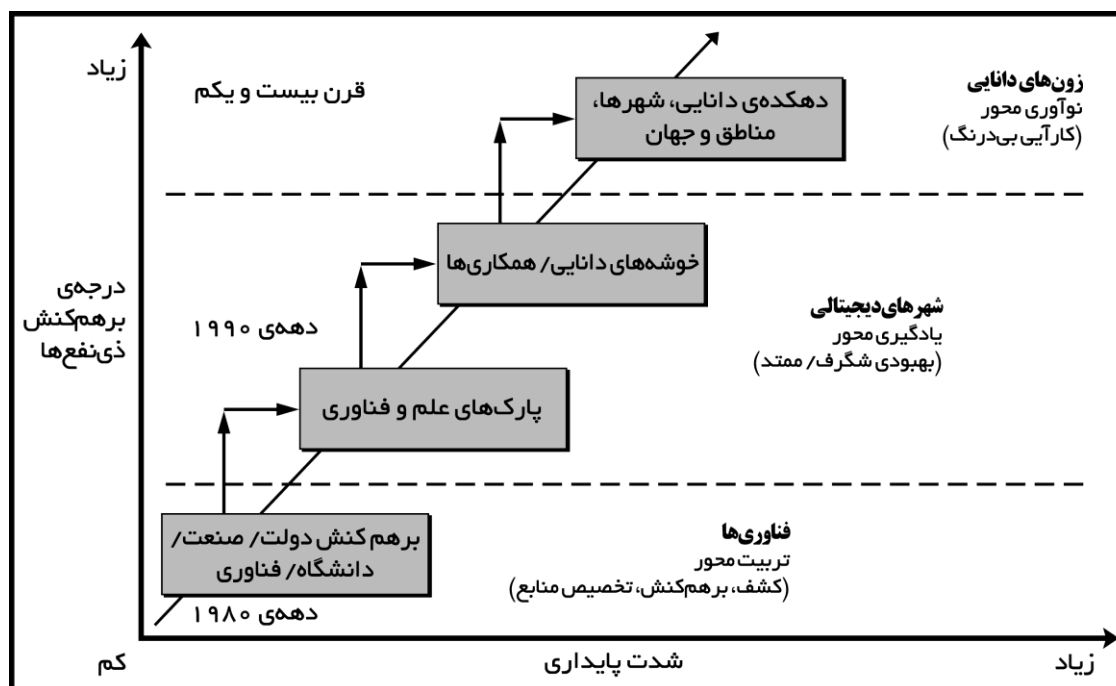 زیاد
قرن بیست و یکم
دهکده‌ی دانایی، شهرها،
مناطق و جهان
زون‌های دانایی
نوآوری محور
(کارآیی بی‌درنگ)
درجه‌ی
برهم‌کنش
ذی‌نفع‌ها
دهه‌ی ۱۹۹۰
خوشه‌های دانایی/ همکاری‌ها
پارک‌های علم و فناوری
شهرهای دیجیتالی
یادگیری محور
(بهبودی شگرف/ ممتد)
برهم کنش دولت/ صنعت/
دانشگاه/ فناوری
دهه‌ی ۱۹۸۰
فناوری‌ها
تربیت محور
(کشف، برهم‌کنش، تخصیص منابع)
کم
شدت پایداری
زیاد